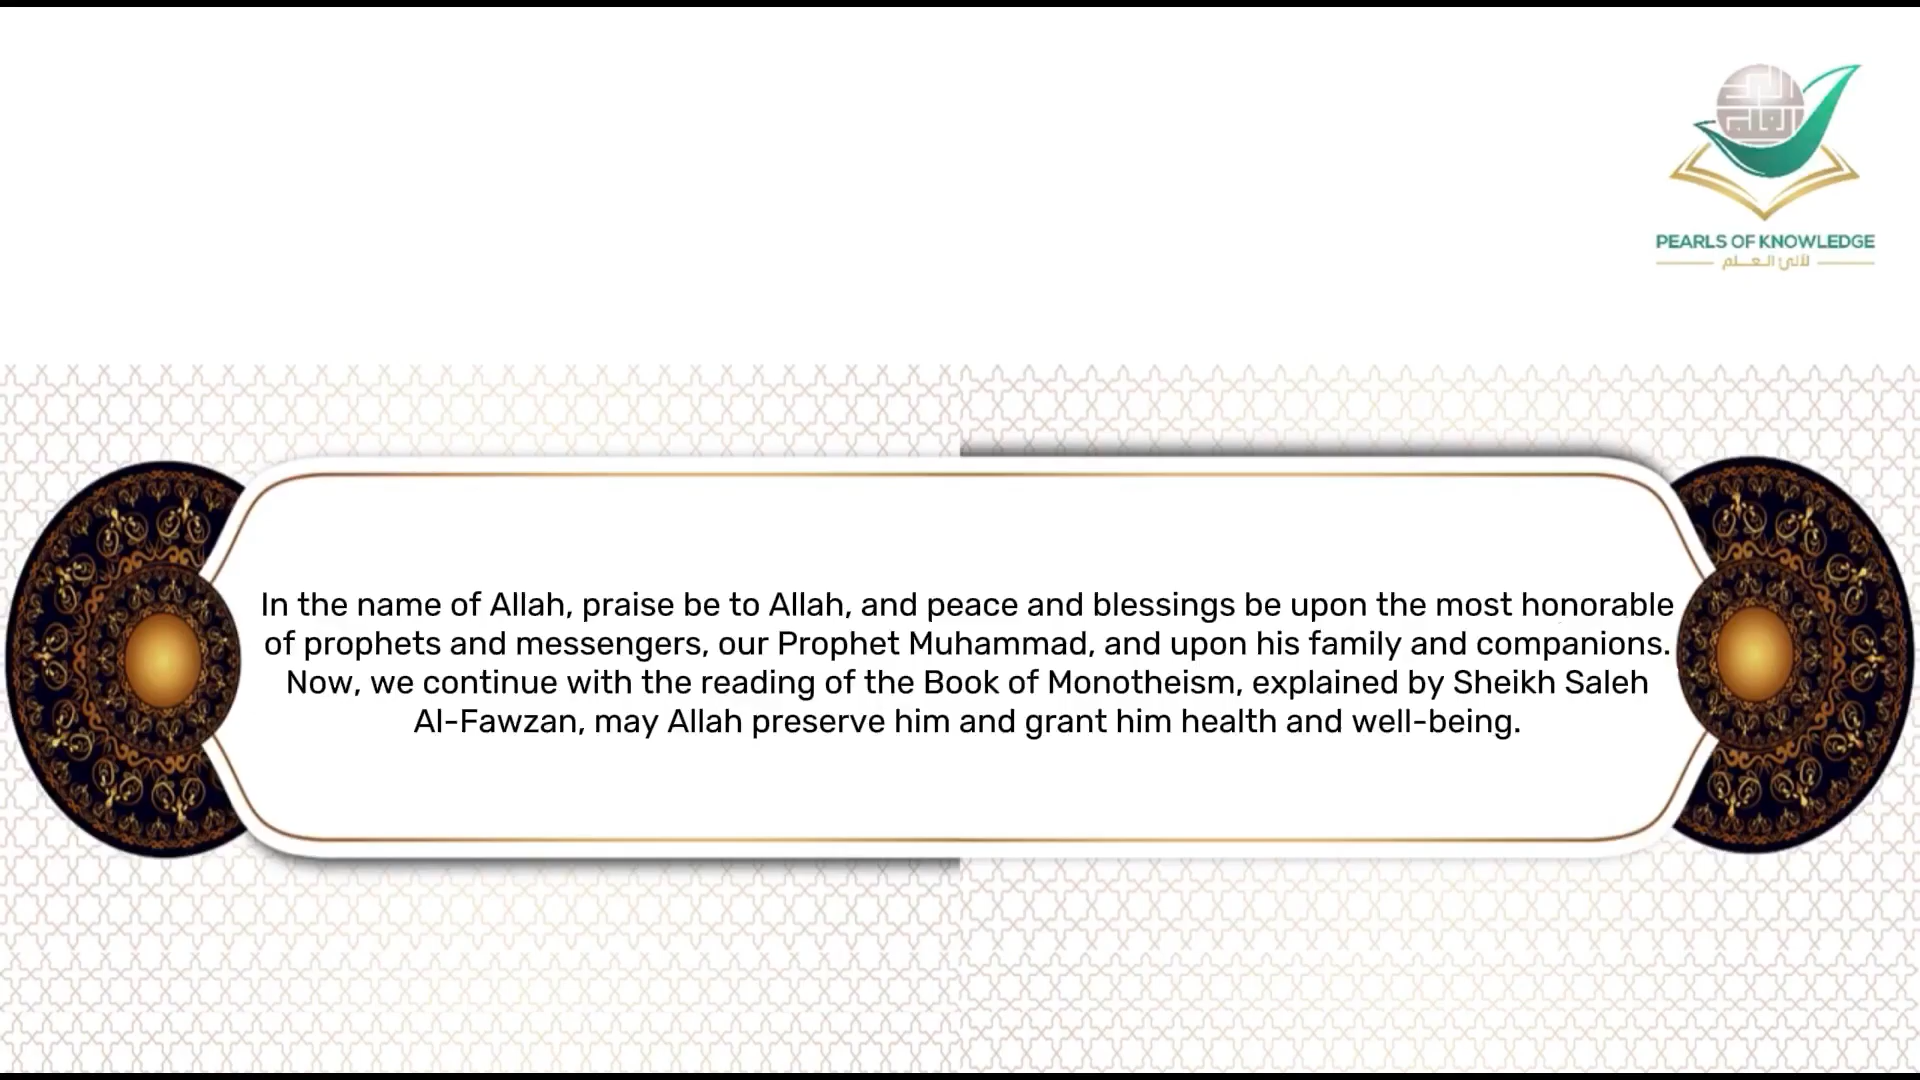 PEARLS OF KNOWLEDGE
لآلئ العلم
In the name of Allah, praise be to Allah, and peace and blessings be upon the most honorable
of prophets and messengers, our Prophet Muhammad, and upon his family and companions.
Now, we continue with the reading of the Book of Monotheism, explained by Sheikh Saleh
Al-Fawzan, may Allah preserve him and grant him health and well-being.